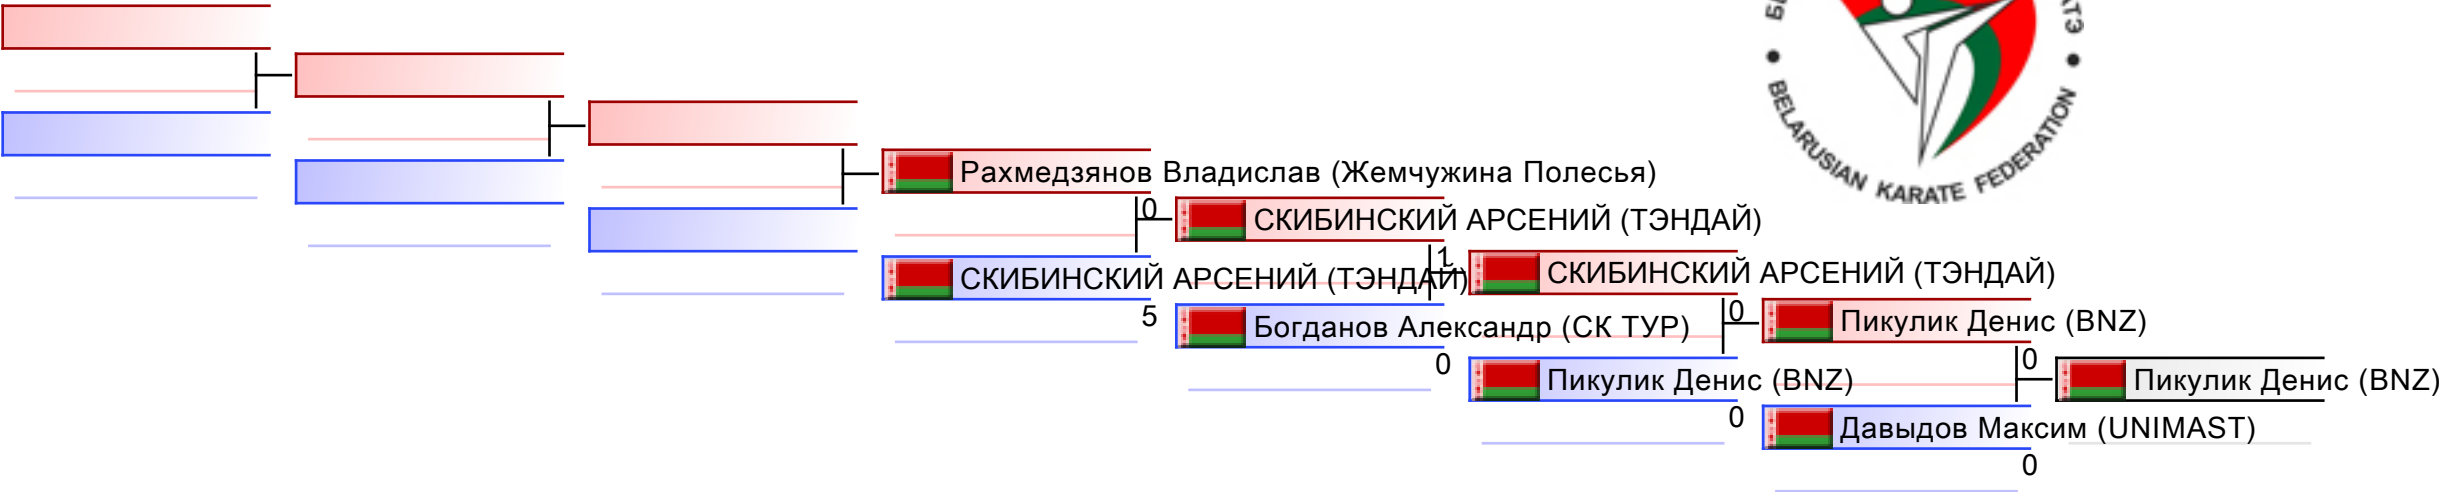 BELARUSIAN KARATE FEDERATION
Рахмедзянов Владислав (Жемчужина Полесья)
0
СКИБИНСКИЙ АРСЕНИЙ (ТЭНДАЙ)
СКИБИНСКИЙ АРСЕНИЙ (ТЭНДАЙ)
5
1
СКИБИНСКИЙ АРСЕНИЙ (ТЭНДАЙ)
Богданов Александр (СК ТУР)
0
0
Пикулик Денис (BNZ)
Пикулик Денис (BNZ)
0
0
Пикулик Денис (BNZ)
Давыдов Максим (UNIMAST)
0